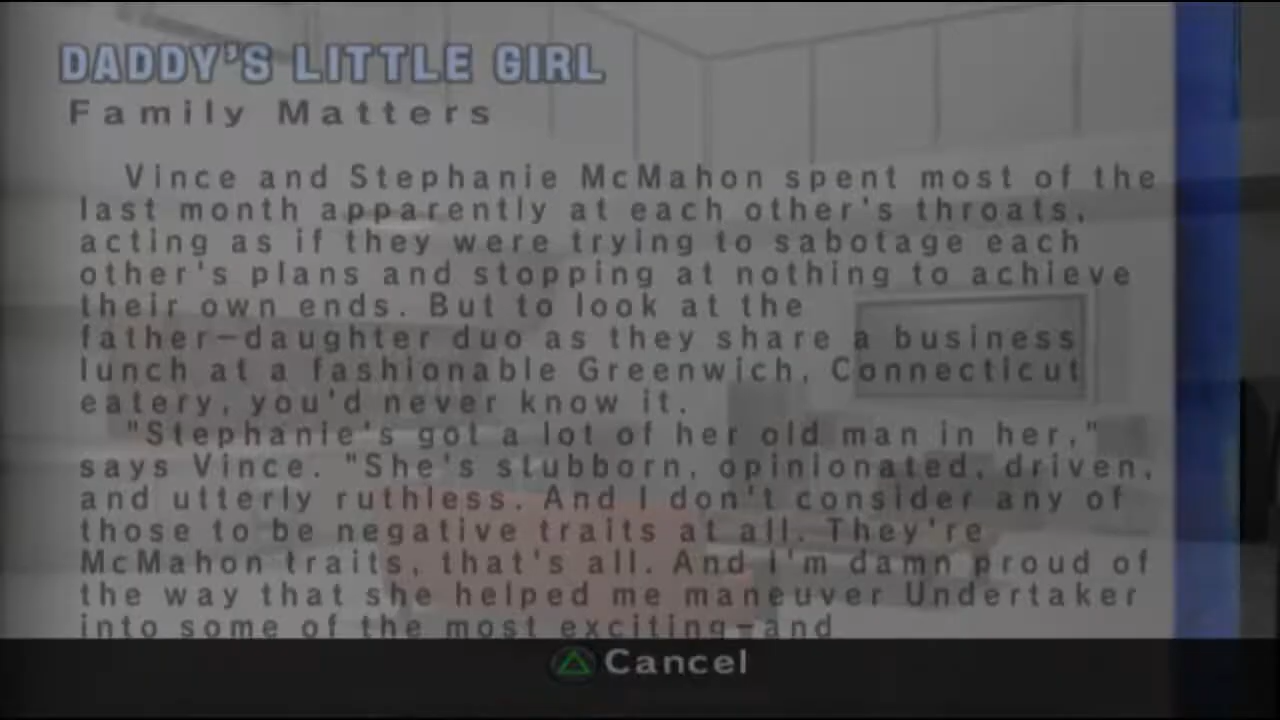 DADDY'S LITTLE GIRL
Family Matters
Vince and Stephanie McMahon spent most of the
last month apparently at each other's throats,
acting as if they were trying to sabotage each
other's plans and stopping at nothing to achieve
their own ends. But to look at the
father-daughter duo as they share a business
lunch at a fashionable Greenwich, Connecticut
eatery, you'd never know it.
"Stephanie's got a lot of her old man in her,"
says Vince. "She's stubborn, opinionated, driven,
and utterly ruthless. And I don't consider any of
those to be negative traits at all. They're
McMahon traits, that's all. And I'm damn proud of
the way that she helped me maneuver Undertaker
into some of the most exciting-and
Cancel